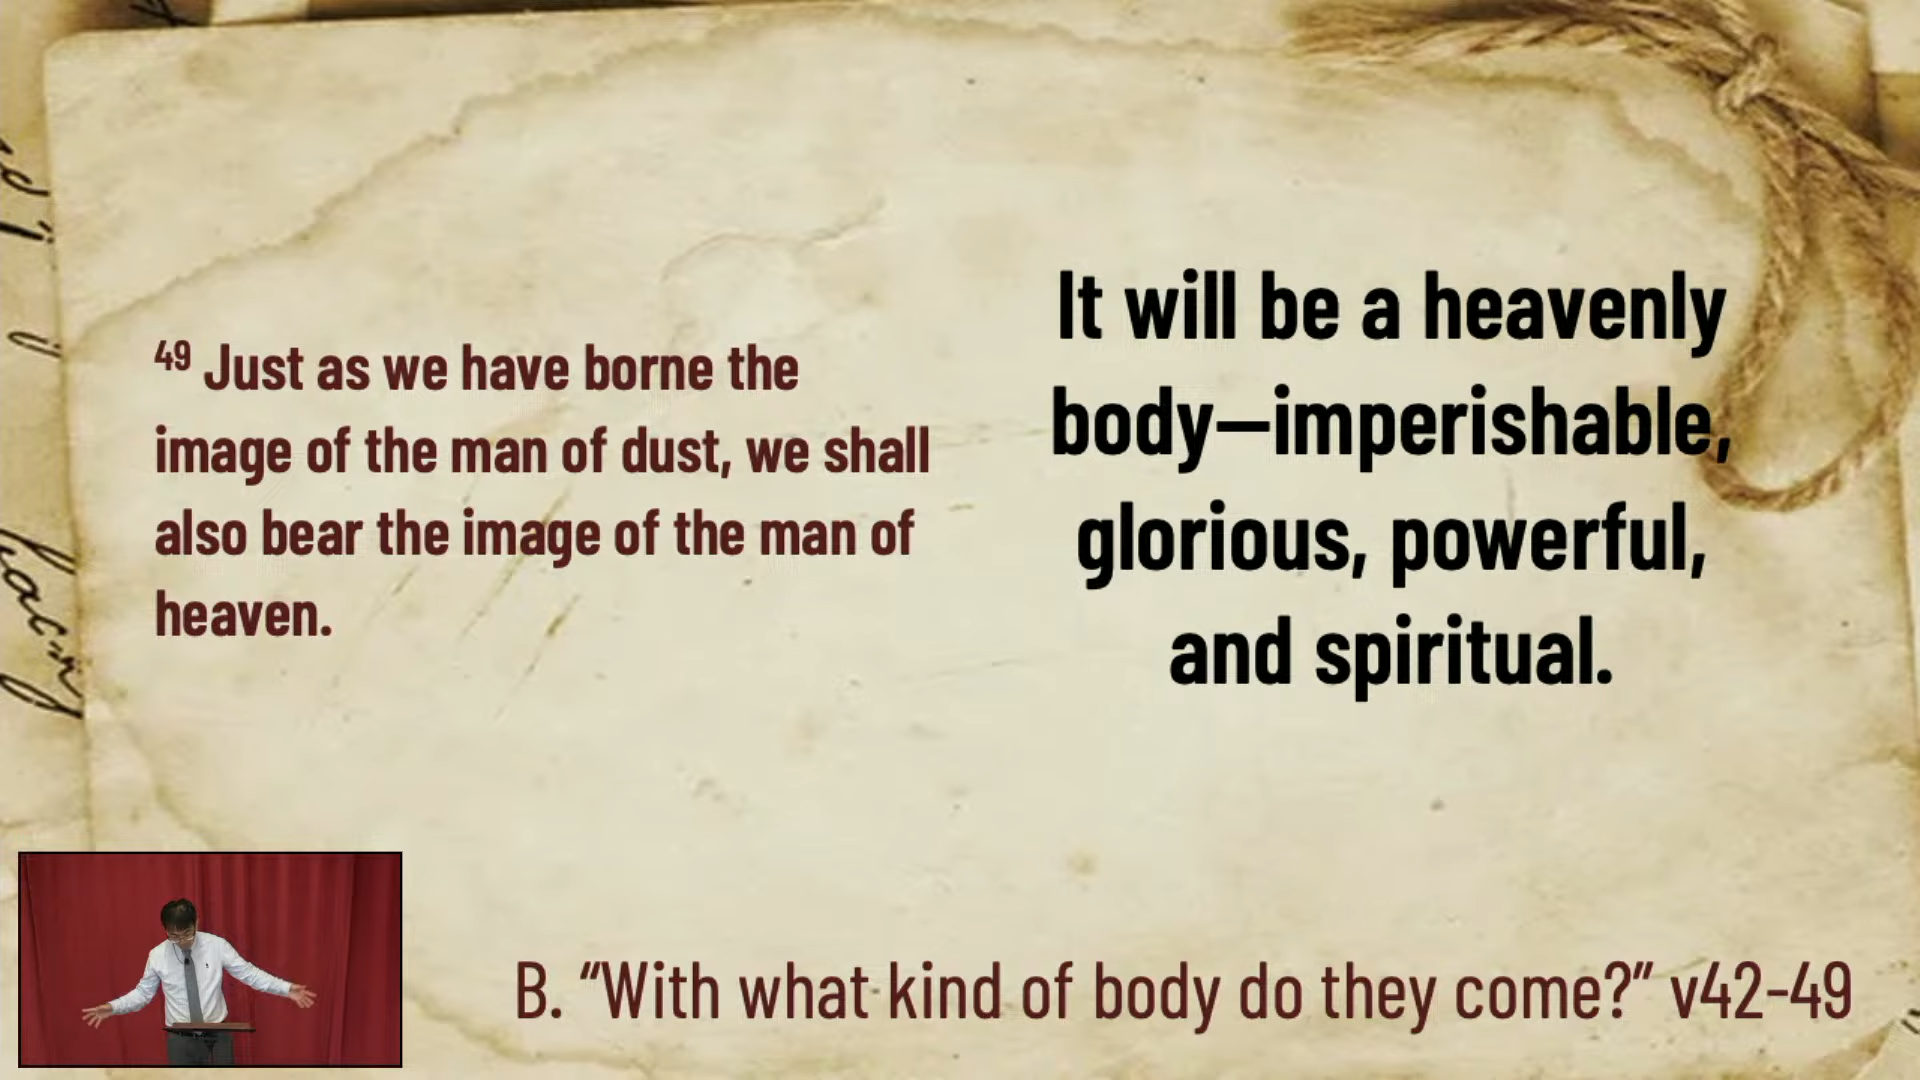 49 Just as we have borne the
image of the man of dust, we shall
also bear the image of the man of
heaven.
It will be a heavenly
body—imperishable,
glorious, powerful,
and spiritual.
B. “With what kind of body do they come?” v42-49